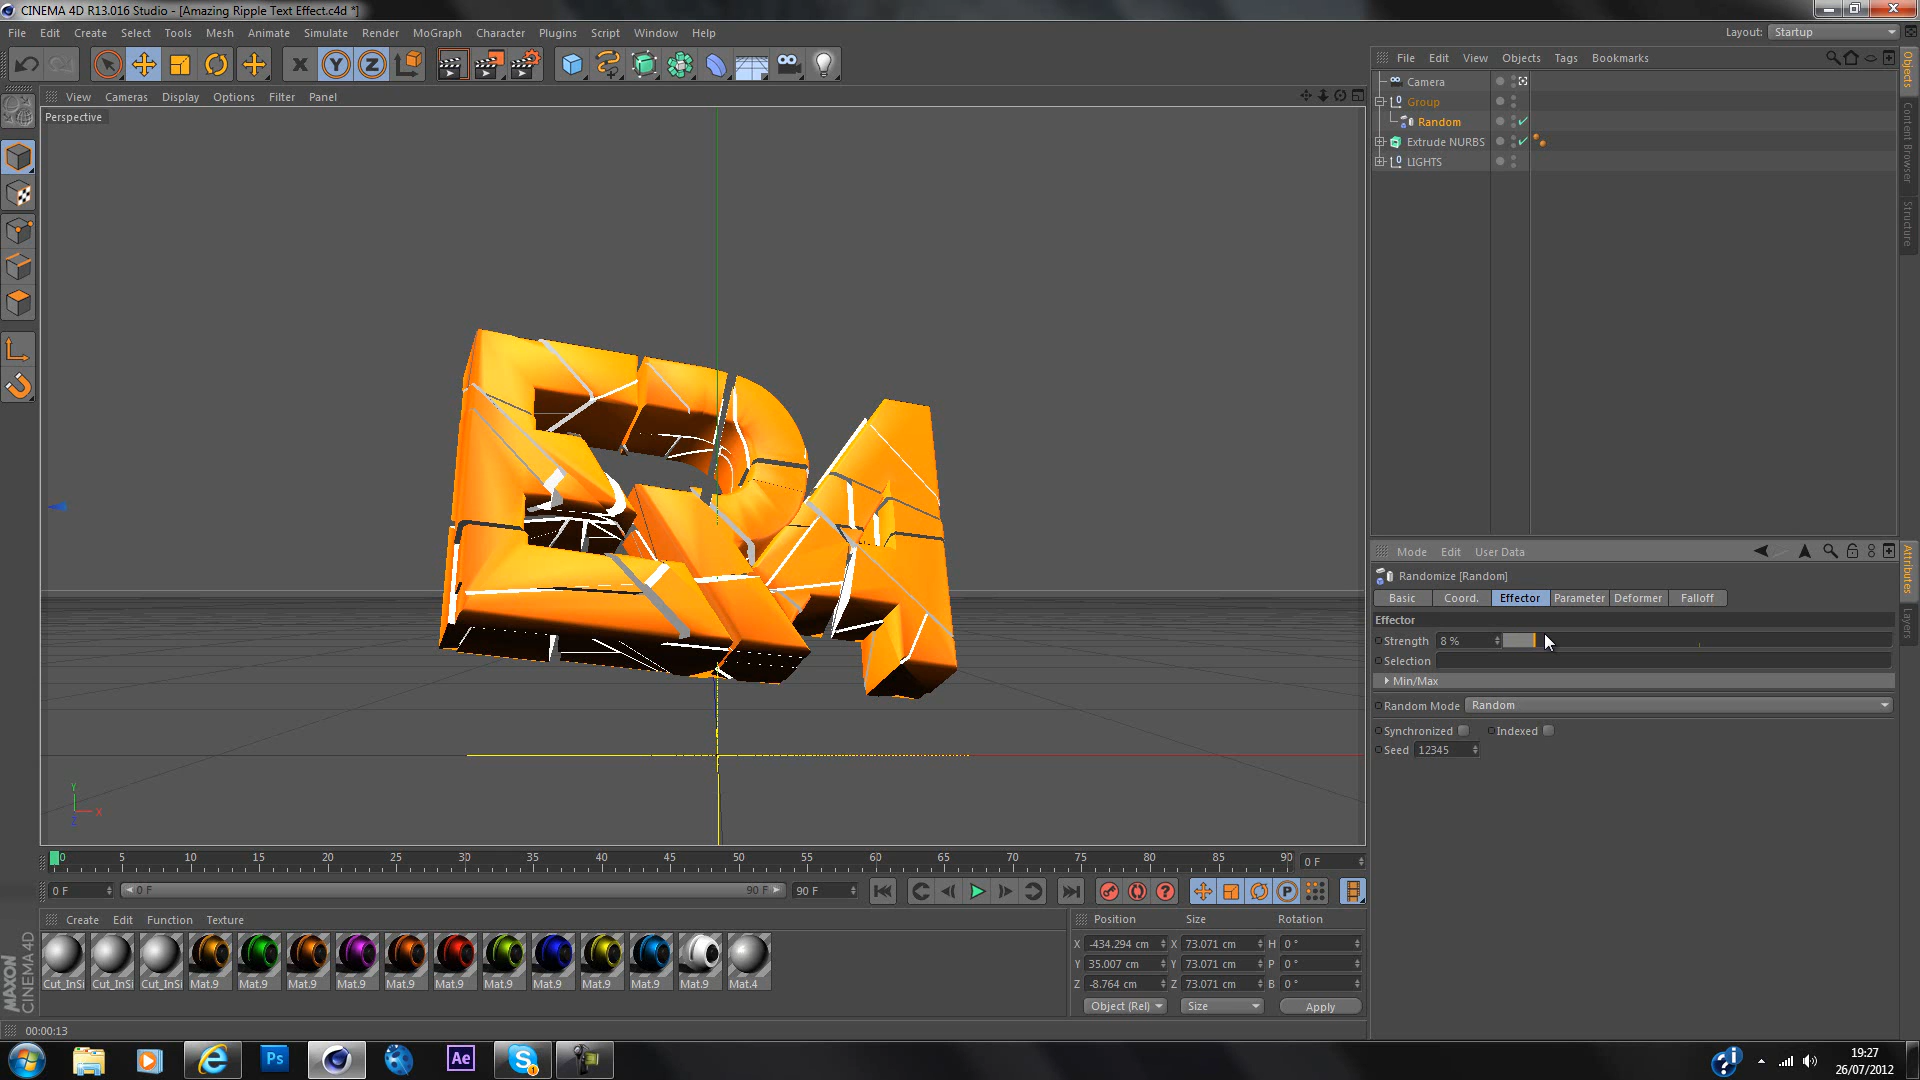 CINEMA 4D R13.016 Studio - [Amazing Ripple Text Effect.c4d *]
File Edit Create Select Tools Mesh Animate Simulate Render MoGraph Character Plugins Script Window Help
Layout: Startup
File Edit View Objects Tags Bookmarks
View Cameras Display Options Filter Panel
Perspective
Camera
Group
Random
Extrude NURBS
LIGHTS
Objects
Content Browser
Structure
Mode Edit User Data
Randomize [Random]
Basic Coord. Effector Parameter Deformer Falloff
Effector
Strength 8 %
Selection
Min/Max
Random Mode Random
Synchronized Indexed
Seed 12345
Attributes
Layers
Y
X
Z
0 5 10 15 20 25 30 35 40 45 50 55 60 65 70 75 80 85 90 0 F
0 F 0 F 90 F 90 F
Create Edit Function Texture
Cut_InSi Cut_InSi Cut_InSi Mat.9 Mat.9 Mat.9 Mat.9 Mat.9 Mat.9 Mat.9 Mat.9 Mat.9 Mat.9 Mat.9 Mat.4
Position Size Rotation
X -434.294 cm X 73.071 cm H 0 °
Y 35.007 cm Y 73.071 cm P 0 °
Z -8.764 cm Z 73.071 cm B 0 °
Object (Rel) Size Apply
MAXON
CINEMA 4D
00:00:13
Ps
Ae
19:27
26/07/2012